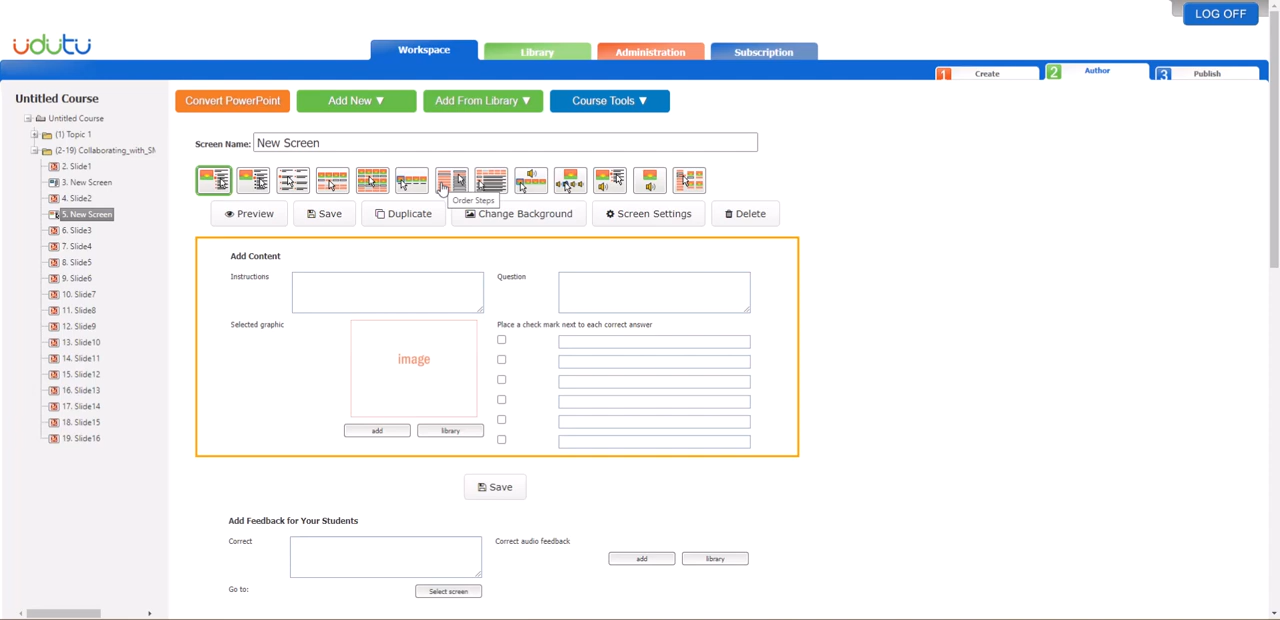 LOG OFF
udutu
Workspace
Library
Administration
Subscription
1 Create
2 Author
3 Publish
Untitled Course
Convert PowerPoint
Add New ▼
Add From Library ▼
Course Tools ▼
Untitled Course
(1) Topic 1
(2-19) Collaborating_with_SM
2. Slide1
3. New Screen
4. Slide2
5. New Screen
6. Slide3
7. Slide4
8. Slide5
9. Slide6
10. Slide7
11. Slide8
12. Slide9
13. Slide10
14. Slide11
15. Slide12
16. Slide13
17. Slide14
18. Slide15
19. Slide16
Screen Name: New Screen
Order Steps
Preview
Save
Duplicate
Change Background
Screen Settings
Delete
Add Content
Instructions
Question
Selected graphic
Place a check mark next to each correct answer
image
add
library
Save
Add Feedback for Your Students
Correct
Correct audio feedback
add
library
Go to:
Select screen